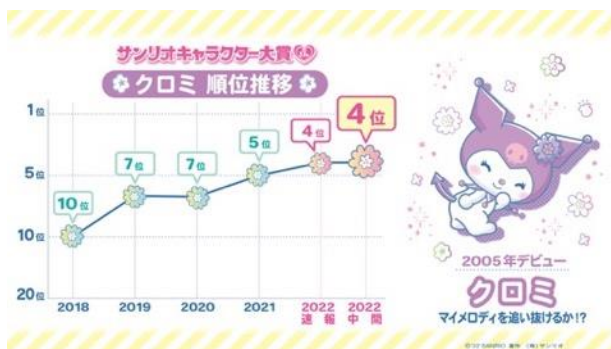 サンリオキャラクター大賞
クロミ 順位推移
1位
5位
10位
20位
10位
7位
7位
5位
4位
4位
2018
2019
2020
2021
2022
速報
2022
中間
2005年デビュー
クロミ
マイメロディを追い抜けるか!?